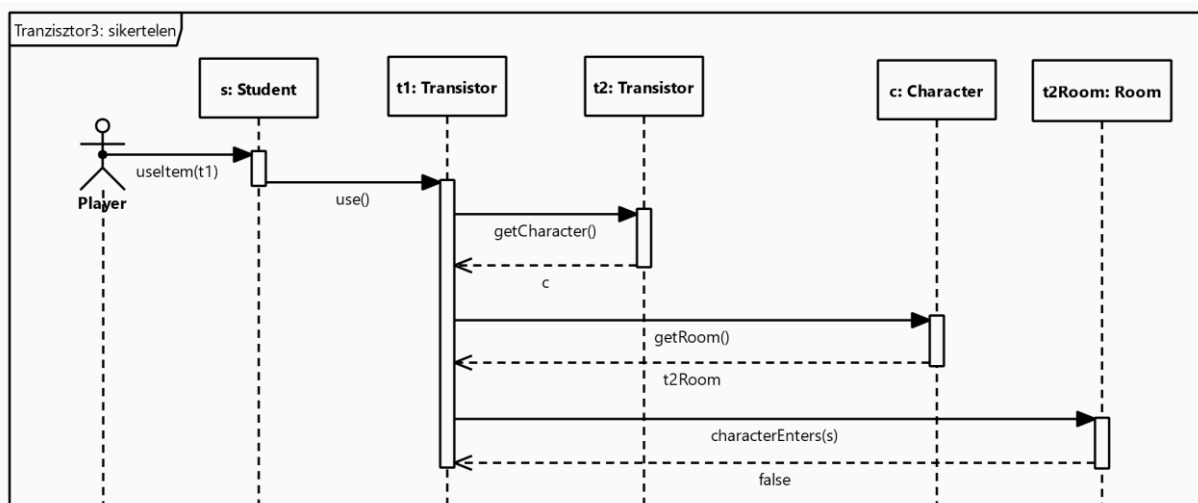 Tranzisztor3: sikertelen
s: Student
t1: Transistor
t2: Transistor
c: Character
t2Room: Room
Player
useItem(t1)
use()
getCharacter()
c
getRoom()
t2Room
characterEnters(s)
false